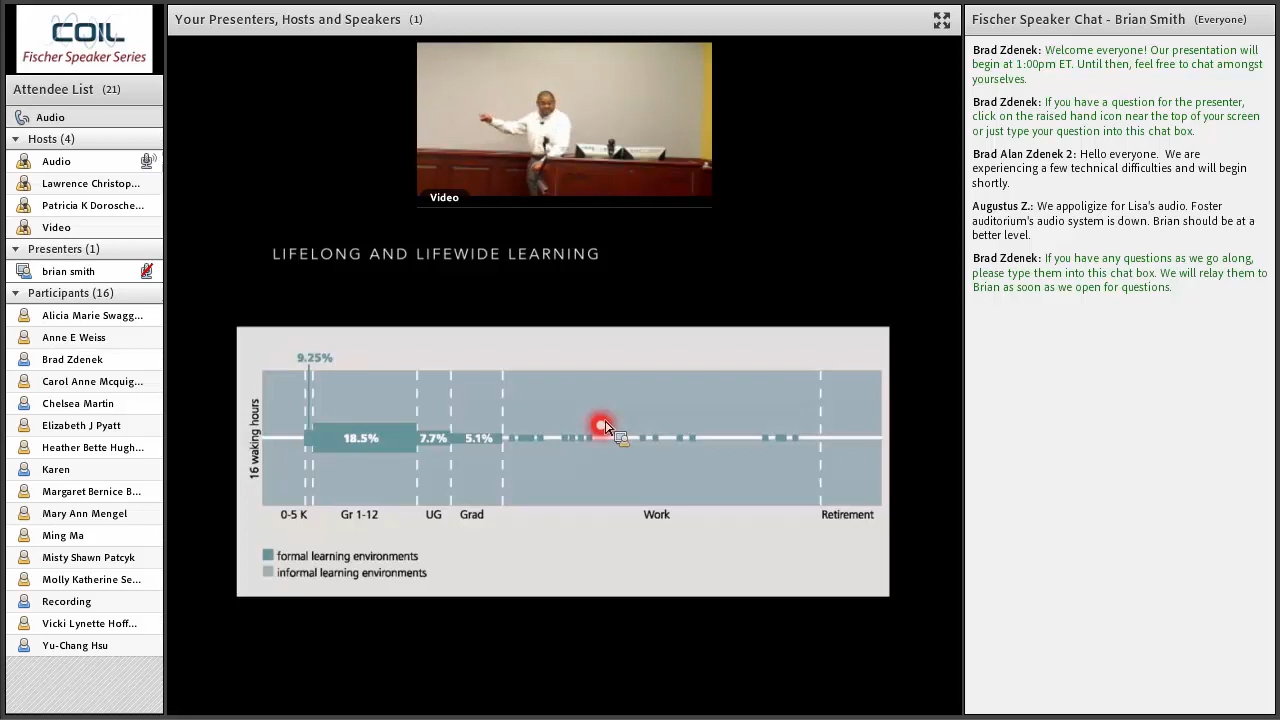 COIL
Fischer Speaker Series
Attendee List (21)
Audio
Hosts (4)
Audio
Lawrence Christop...
Patricia K Dorosche...
Video
Presenters (1)
brian smith
Participants (16)
Alicia Marie Swagg...
Anne E Weiss
Brad Zdenek
Carol Anne Mcquig...
Chelsea Martin
Elizabeth J Pyatt
Heather Bette Hugh...
Karen
Margaret Bernice B...
Mary Ann Mengel
Ming Ma
Misty Shawn Patcyk
Molly Katherine Se...
Recording
Vicki Lynette Hoff...
Yu-Chang Hsu
Your Presenters, Hosts and Speakers (1)
Video
LIFELONG AND LIFEWIDE LEARNING
9.25%
16 waking hours
18.5% 7.7% 5.1%
0-5 K Gr 1-12 UG Grad Work Retirement
formal learning environments
informal learning environments
Fischer Speaker Chat - Brian Smith (Everyone)
Brad Zdenek: Welcome everyone! Our presentation will
begin at 1:00pm ET. Until then, feel free to chat amongst
yourselves.
Brad Zdenek: If you have a question for the presenter,
click on the raised hand icon near the top of your screen
or just type your question into this chat box.
Brad Alan Zdenek 2: Hello everyone. We are
experiencing a few technical difficulties and will begin
shortly.
Augustus Z.: We appoligize for Lisa's audio. Foster
auditorium's audio system is down. Brian should be at a
better level.
Brad Zdenek: If you have any questions as we go along,
please type them into this chat box. We will relay them to
Brian as soon as we open for questions.